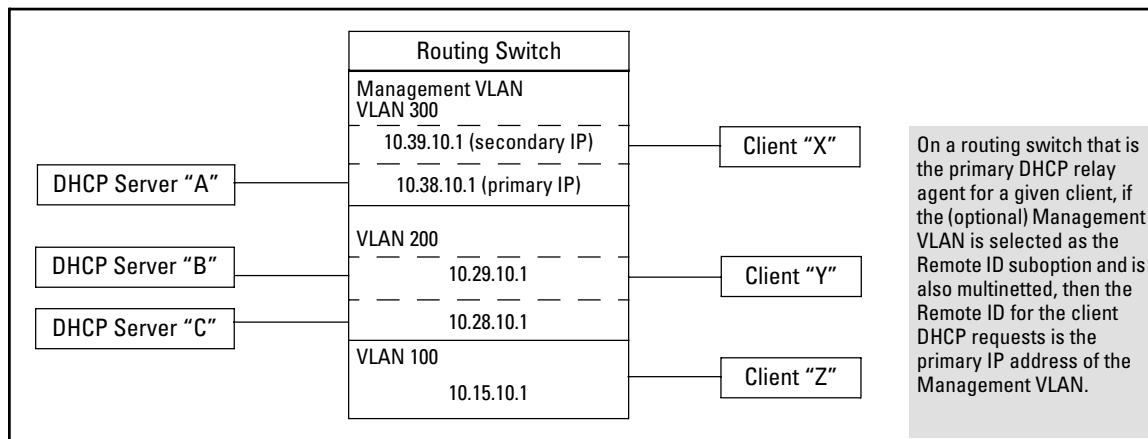 Routing Switch
Management VLAN
VLAN 300
10.39.10.1 (secondary IP)
Client “X”
DHCP Server “A”
10.38.10.1 (primary IP)
VLAN 200
DHCP Server “B”
10.29.10.1
Client “Y”
DHCP Server “C”
10.28.10.1
VLAN 100
10.15.10.1
Client “Z”
On a routing switch that is
the primary DHCP relay
agent for a given client, if
the (optional) Management
VLAN is selected as the
Remote ID suboption and is
also multinetted, then the
Remote ID for the client
DHCP requests is the
primary IP address of the
Management VLAN.